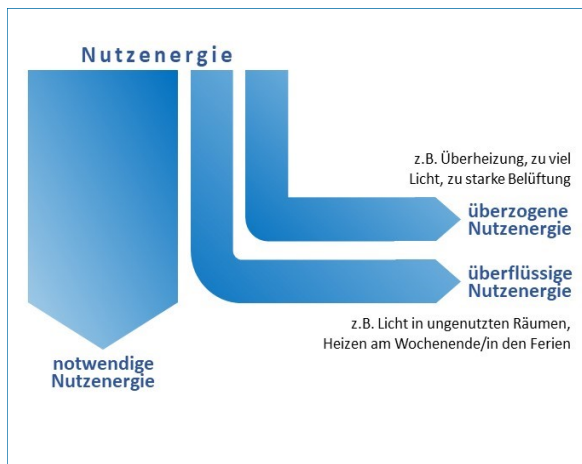 Nutzenergie
z.B. Überheizung, zu viel
Licht, zu starke Belüftung
überzogene
Nutzenergie
überflüssige
Nutzenergie
z.B. Licht in ungenutzten Räumen,
Heizen am Wochenende/in den Ferien
notwendige
Nutzenergie